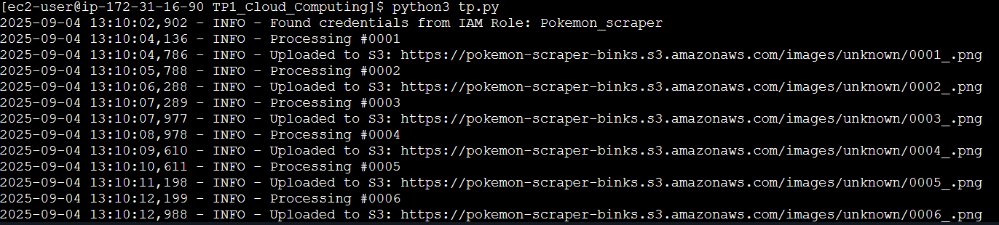 [ec2-user@ip-172-31-16-90 TP1_Cloud_Computing]$ python3 tp.py
2025-09-04 13:10:02,902 - INFO - Found credentials from IAM Role: Pokemon_scraper
2025-09-04 13:10:04,136 - INFO - Processing #0001
2025-09-04 13:10:04,786 - INFO - Uploaded to S3: https://pokemon-scraper-binks.s3.amazonaws.com/images/unknown/0001_.png
2025-09-04 13:10:05,788 - INFO - Processing #0002
2025-09-04 13:10:06,288 - INFO - Uploaded to S3: https://pokemon-scraper-binks.s3.amazonaws.com/images/unknown/0002_.png
2025-09-04 13:10:07,289 - INFO - Processing #0003
2025-09-04 13:10:07,977 - INFO - Uploaded to S3: https://pokemon-scraper-binks.s3.amazonaws.com/images/unknown/0003_.png
2025-09-04 13:10:08,978 - INFO - Processing #0004
2025-09-04 13:10:09,610 - INFO - Uploaded to S3: https://pokemon-scraper-binks.s3.amazonaws.com/images/unknown/0004_.png
2025-09-04 13:10:10,611 - INFO - Processing #0005
2025-09-04 13:10:11,198 - INFO - Uploaded to S3: https://pokemon-scraper-binks.s3.amazonaws.com/images/unknown/0005_.png
2025-09-04 13:10:12,199 - INFO - Processing #0006
2025-09-04 13:10:12,988 - INFO - Uploaded to S3: https://pokemon-scraper-binks.s3.amazonaws.com/images/unknown/0006_.png